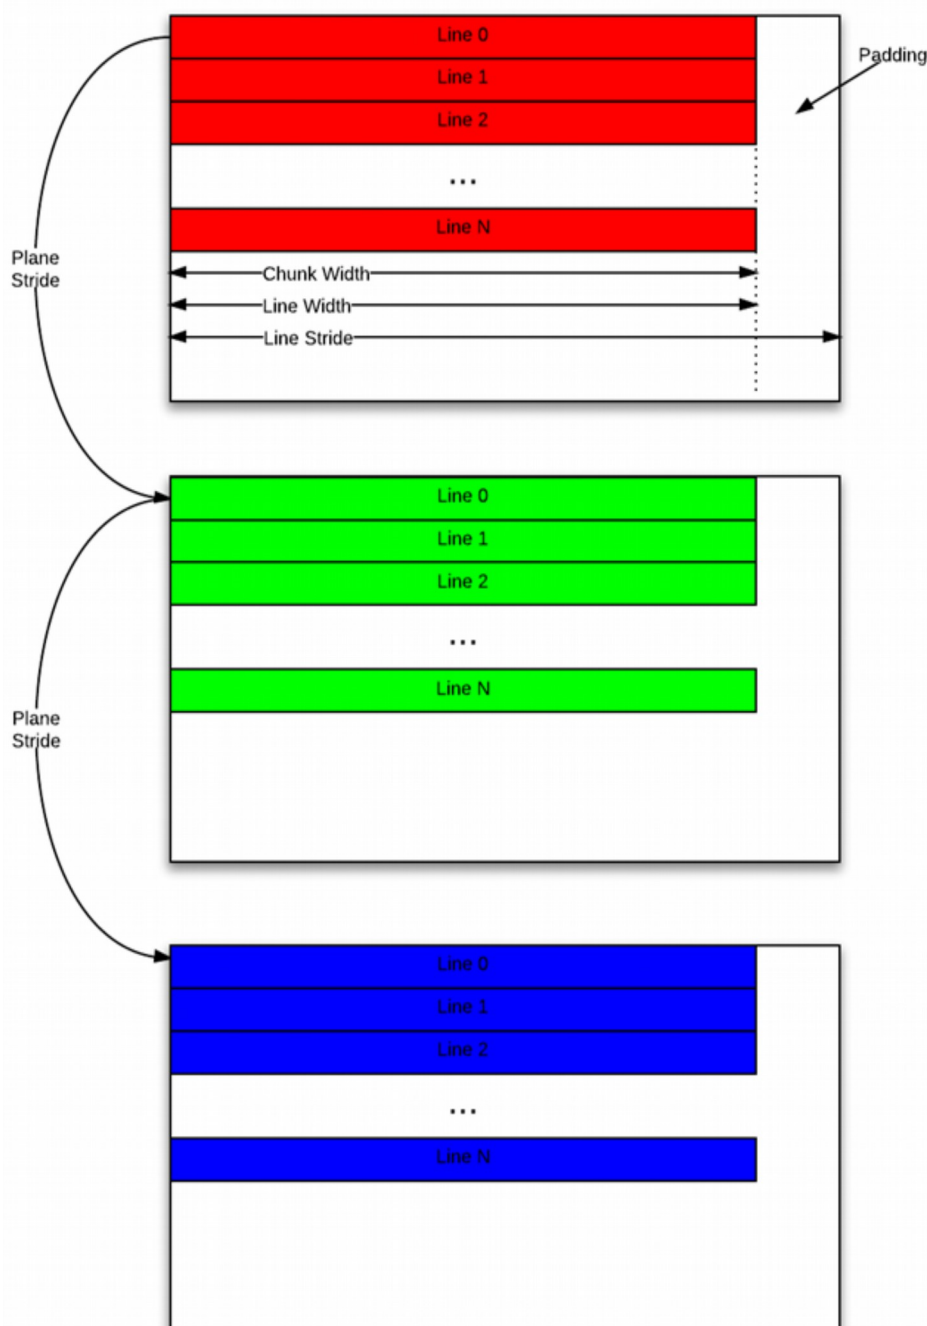 Line 0
Padding
Line 1
Line 2
...
Line N
Plane
Stride
Chunk Width
Line Width
Line Stride
Line 0
Line 1
Line 2
...
Line N
Plane
Stride
Line 0
Line 1
Line 2
...
Line N